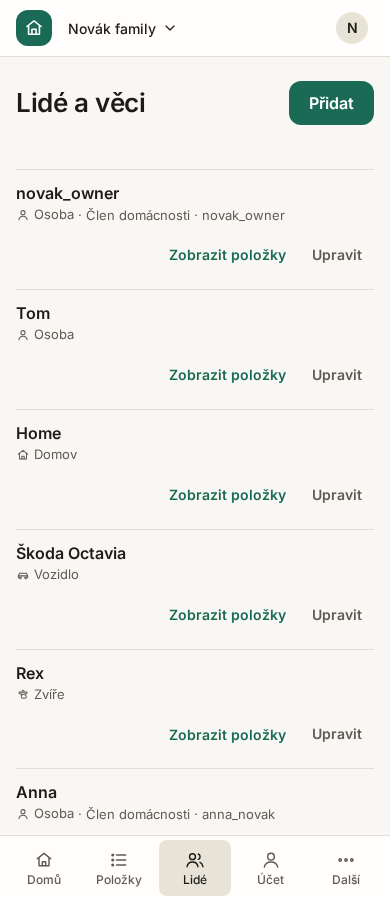 Novák family
N
Lidé a věci
Přidat
novak_owner
Osoba · Člen domácnosti · novak_owner
Zobrazit položky Upravit
Tom
Osoba
Zobrazit položky Upravit
Home
Domov
Zobrazit položky Upravit
Škoda Octavia
Vozidlo
Zobrazit položky Upravit
Rex
Zvíře
Zobrazit položky Upravit
Anna
Osoba · Člen domácnosti · anna_novak
Domů Položky Lidé Účet Další